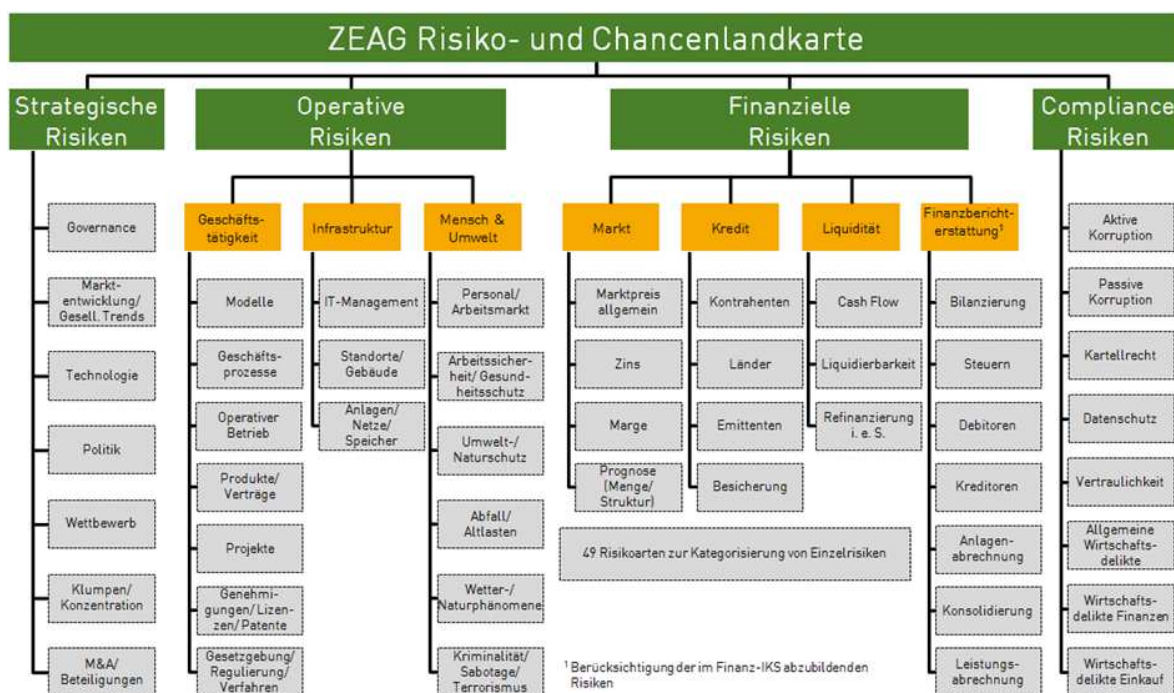 ZEAG Risiko- und Chancenlandkarte
Strategische
Risiken
Operative
Risiken
Finanzielle
Risiken
Compliance
Risiken
Governance
Markt-
entwicklung/
Gesell. Trends
Technologie
Politik
Wettbewerb
Klumpen/
Konzentration
M&A/
Beteiligungen
Geschäfts-
tätigkeit
Modelle
Geschäfts-
prozesse
Operativer
Betrieb
Produkte/
Verträge
Projekte
Genehmi-
gungen/ Lizen-
zen/ Patente
Gesetzgebung/
Regulierung/
Verfahren
Infrastruktur
IT-Management
Standorte/
Gebäude
Anlagen/
Netze/
Speicher
Mensch &
Umwelt
Personal/
Arbeitsmarkt
Arbeitssicher-
heit/ Gesund-
heitsschutz
Umwelt-/
Naturschutz
Abfall/
Altlasten
Wetter-/
Naturphänomene
Kriminalität/
Sabotage/
Terrorismus
Markt
Marktpreis
allgemein
Zins
Marge
Prognose
(Menge/
Struktur)
Kredit
Kontrahenten
Länder
Emittenten
Besicherung
Liquidität
Cash Flow
Liquidierbarkeit
Refinanzierung
i. e. S.
Finanzbericht-
erstattung¹
Bilanzierung
Steuern
Debitoren
Kreditoren
Anlagen-
abrechnung
Konsolidierung
Leistungs-
abrechnung
Aktive
Korruption
Passive
Korruption
Kartellrecht
Datenschutz
Vertraulichkeit
Allgemeine
Wirtschafts-
delikte
Wirtschafts-
delikte Finanzen
Wirtschafts-
delikte Einkauf
49 Risikoarten zur Kategorisierung von Einzelrisiken
¹ Berücksichtigung der im Finanz-IKS abzubildenden
Risiken